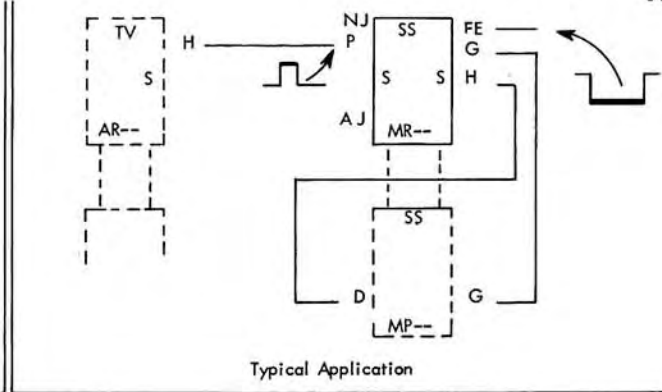 TV
H
S
AR--
NJ
P
SS
FE
G
S S H
AJ
MR--
SS
D
G
MP--
Typical Application